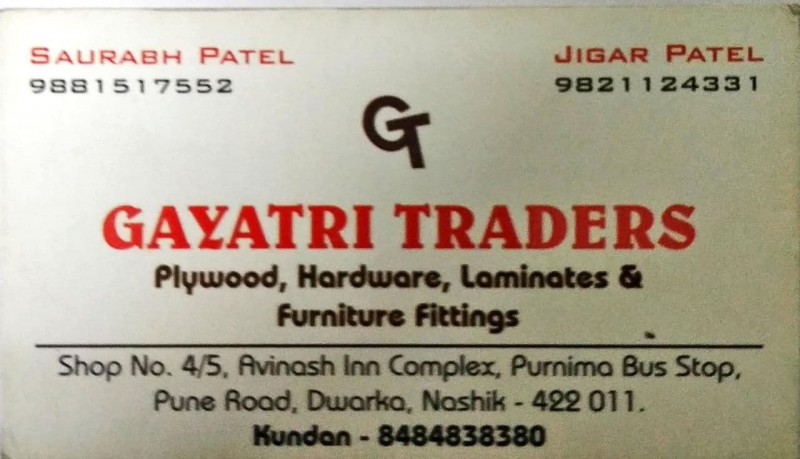 SAURABH PATEL
9881517552
JIGAR PATEL
9821124331
GT
GAYATRI TRADERS
Plywood, Hardware, Laminates &
Furniture Fittings
Shop No. 4/5, Avinash Inn Complex, Purnima Bus Stop,
Pune Road, Dwarka, Nashik - 422 011.
Kundan - 8484838380